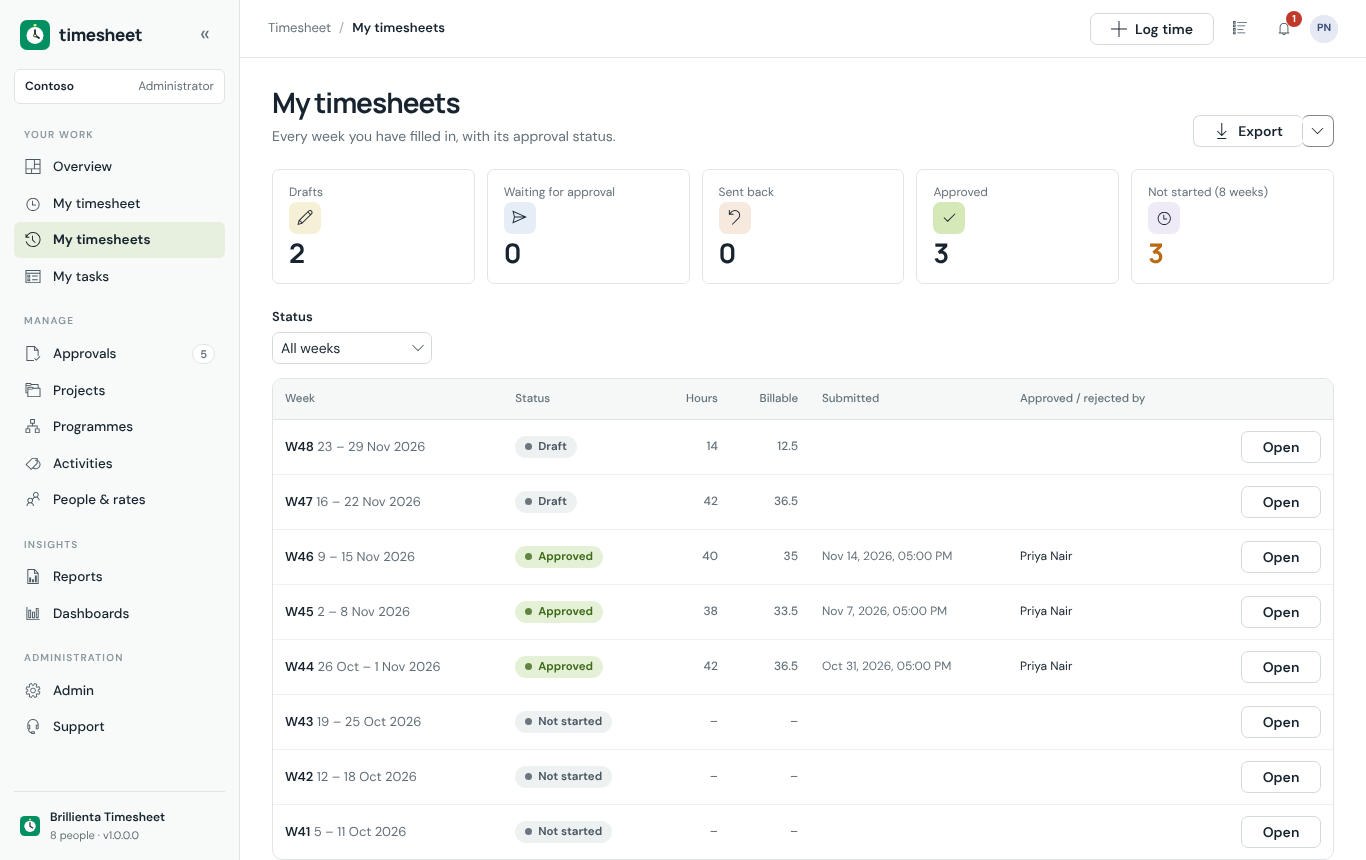 timesheet
«
Contoso Administrator
YOUR WORK
Overview
My timesheet
My timesheets
My tasks
MANAGE
Approvals 5
Projects
Programmes
Activities
People & rates
INSIGHTS
Reports
Dashboards
ADMINISTRATION
Admin
Support
Brillienta Timesheet
8 people · v1.0.0.0
Timesheet / My timesheets
Log time
1
PN
My timesheets
Every week you have filled in, with its approval status.
Export
Drafts
2
Waiting for approval
0
Sent back
0
Approved
3
Not started (8 weeks)
3
Status
All weeks
Week Status Hours Billable Submitted Approved / rejected by
W48 23 – 29 Nov 2026 Draft 14 12.5 Open
W47 16 – 22 Nov 2026 Draft 42 36.5 Open
W46 9 – 15 Nov 2026 Approved 40 35 Nov 14, 2026, 05:00 PM Priya Nair Open
W45 2 – 8 Nov 2026 Approved 38 33.5 Nov 7, 2026, 05:00 PM Priya Nair Open
W44 26 Oct – 1 Nov 2026 Approved 42 36.5 Oct 31, 2026, 05:00 PM Priya Nair Open
W43 19 – 25 Oct 2026 Not started – – Open
W42 12 – 18 Oct 2026 Not started – – Open
W41 5 – 11 Oct 2026 Not started – – Open